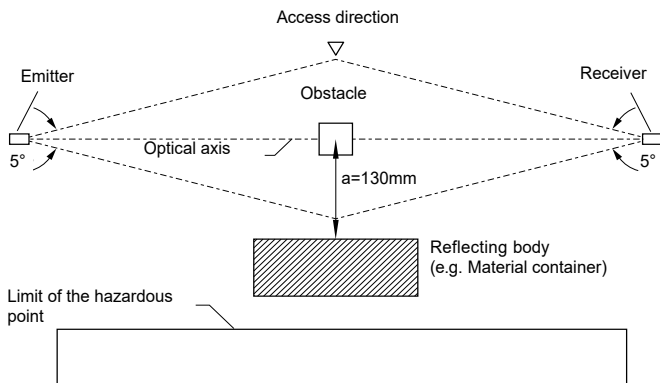 Access direction
Emitter
Receiver
Obstacle
5°
Optical axis
5°
a=130mm
Reflecting body
(e.g. Material container)
Limit of the hazardous
point